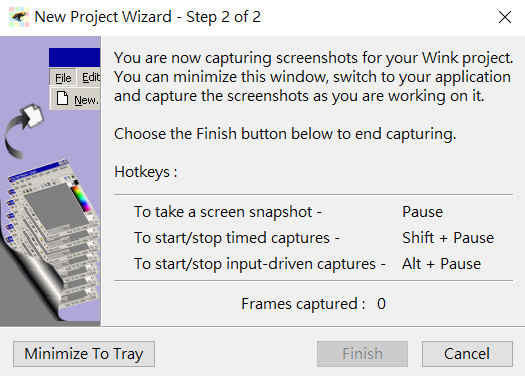 New Project Wizard - Step 2 of 2
File Edit
New..
You are now capturing screenshots for your Wink project.
You can minimize this window, switch to your application
and capture the screenshots as you are working on it.
Choose the Finish button below to end capturing.
Hotkeys :
To take a screen snapshot - Pause
To start/stop timed captures - Shift + Pause
To start/stop input-driven captures - Alt + Pause
Frames captured : 0
Minimize To Tray Finish Cancel